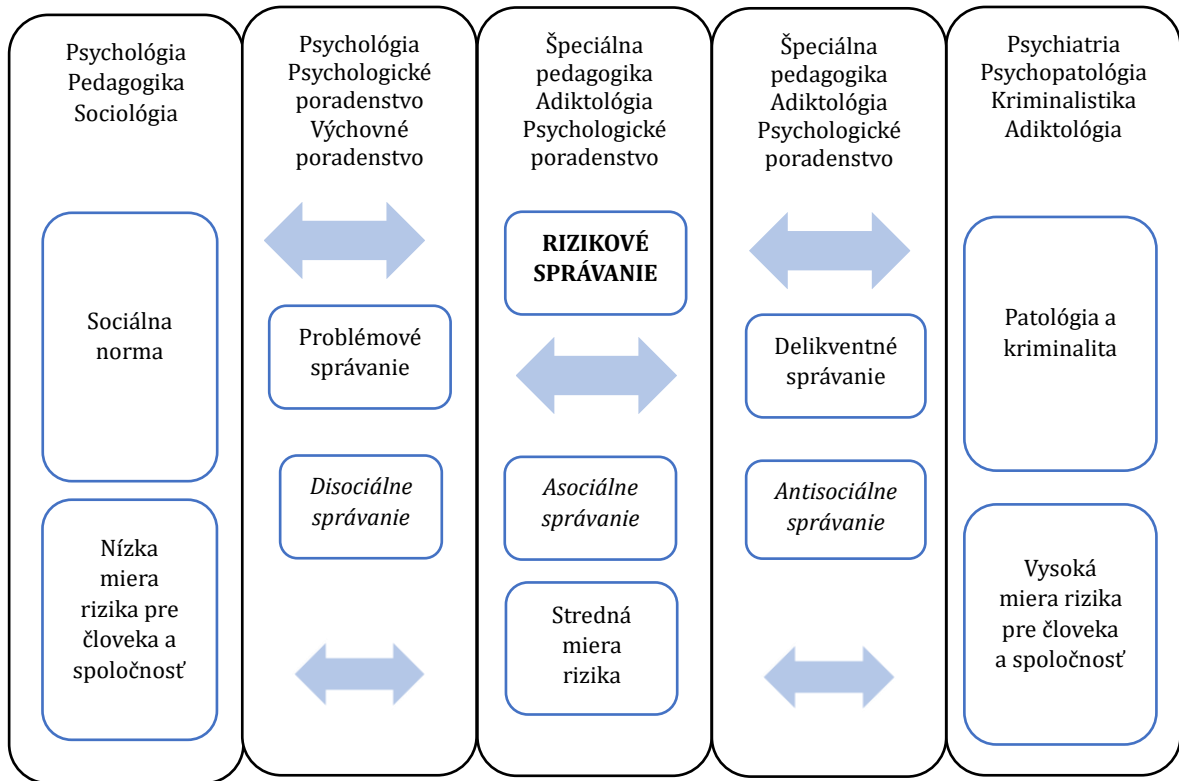 Psychológia
Pedagogika
Sociológia
Sociálna
norma
Nízka
miera
rizika pre
človeka a
spoločnosť
Psychológia
Psychologické
poradenstvo
Výchovné
poradenstvo
Problémové
správanie
Disociálne
správanie
Špeciálna
pedagogika
Adiktológia
Psychologické
poradenstvo
RIZIKOVÉ
SPRÁVANIE
Asociálne
správanie
Stredná
miera
rizika
Špeciálna
pedagogika
Adiktológia
Psychologické
poradenstvo
Delikventné
správanie
Antisociálne
správanie
Psychiatria
Psychopatológia
Kriminalistika
Adiktológia
Patológia a
kriminalita
Vysoká
miera rizika
pre človeka
a spoločnosť